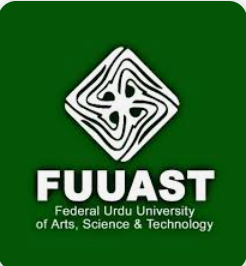 FUUAST
Federal Urdu University
of Arts, Science & Technology